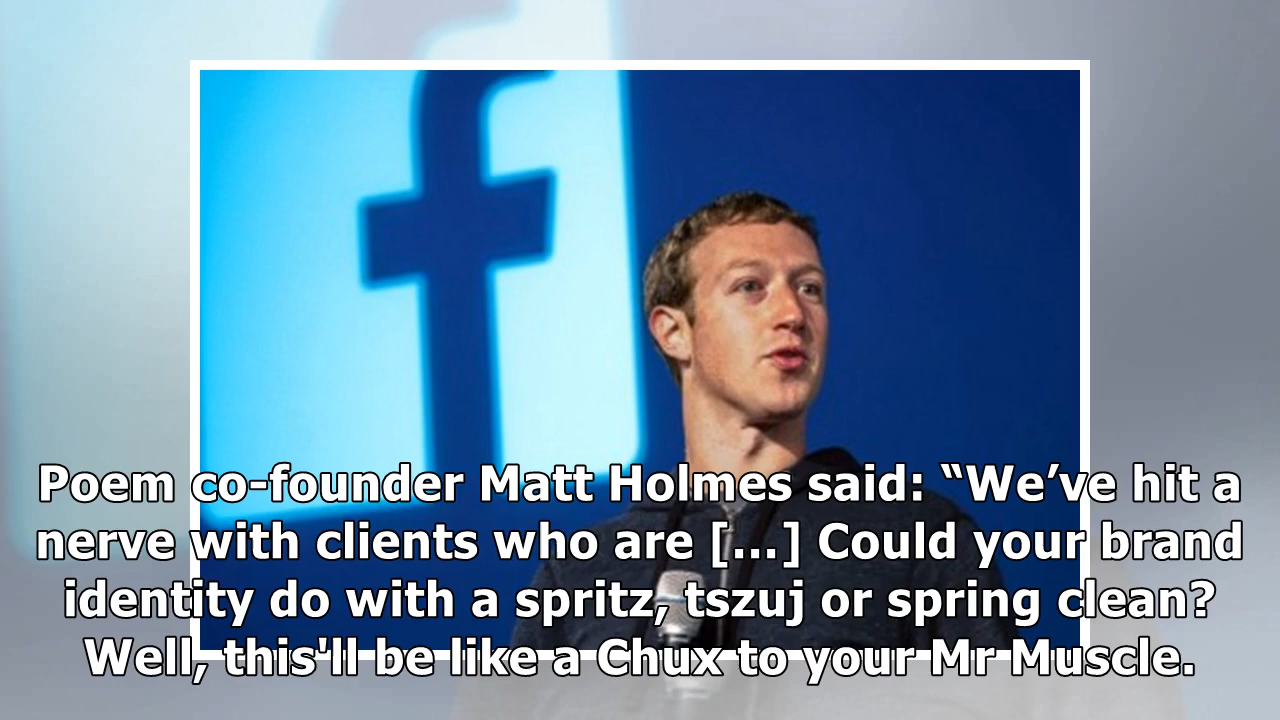 f
Poem co-founder Matt Holmes said: “We’ve hit a
nerve with clients who are [...] Could your brand
identity do with a spritz, tszuj or spring clean?
Well, this'll be like a Chux to your Mr Muscle.